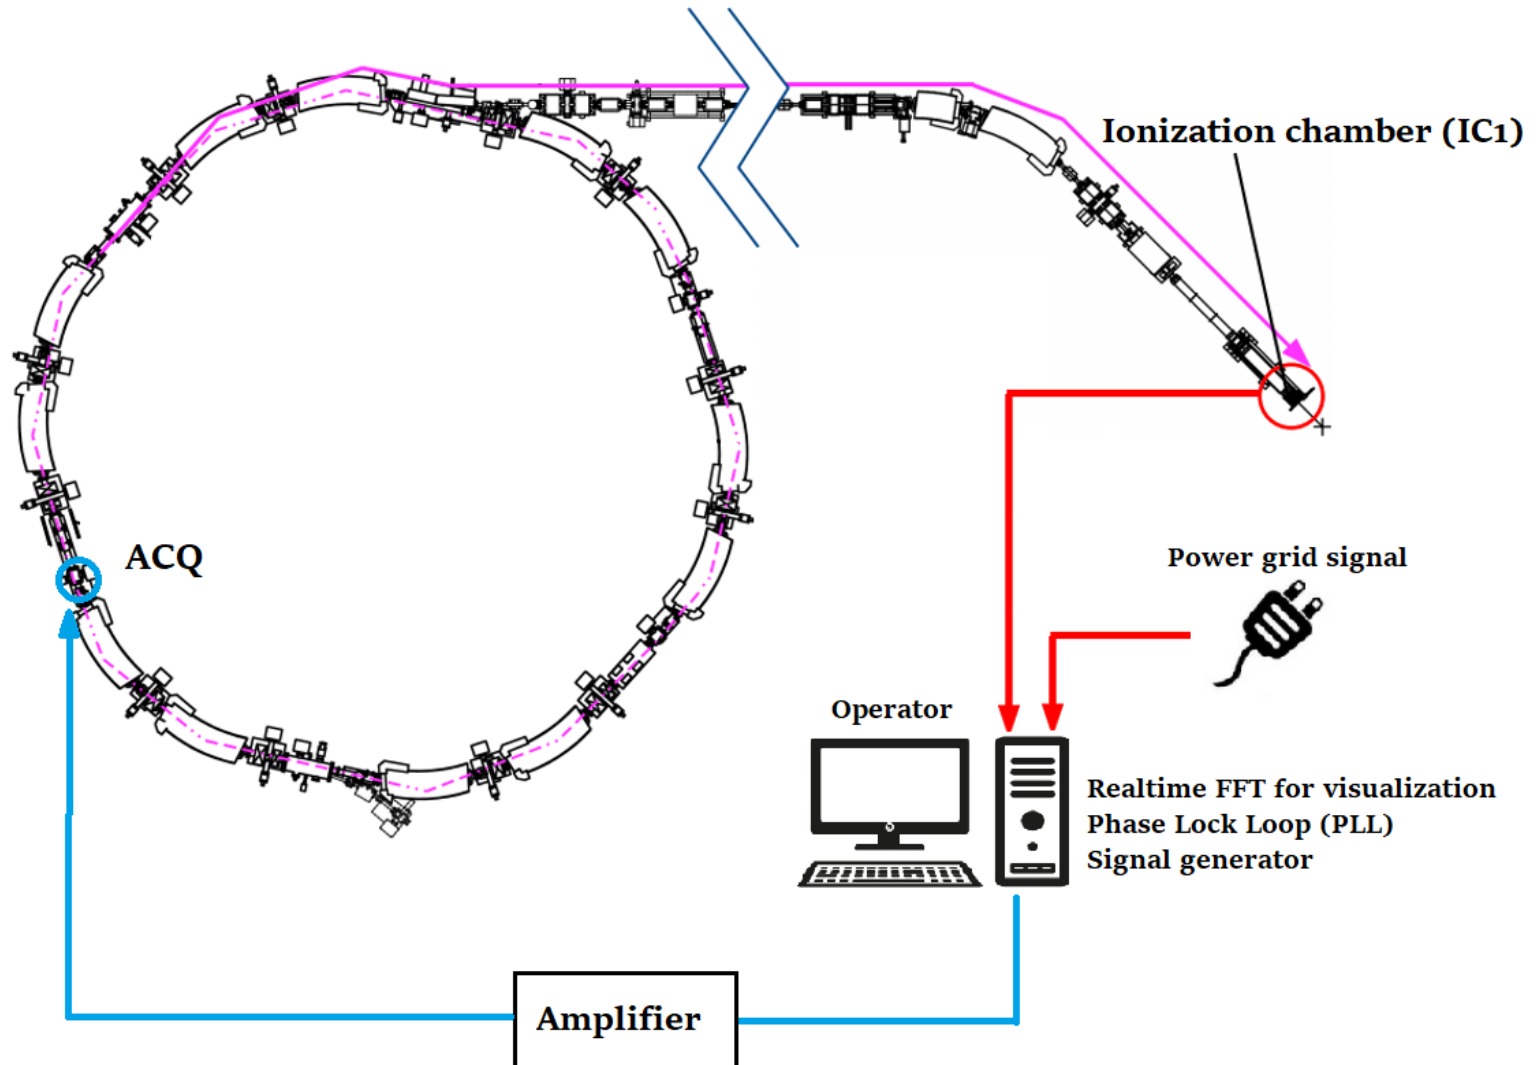 Ionization chamber (IC1)
ACQ
Power grid signal
Operator
Realtime FFT for visualization
Phase Lock Loop (PLL)
Signal generator
Amplifier